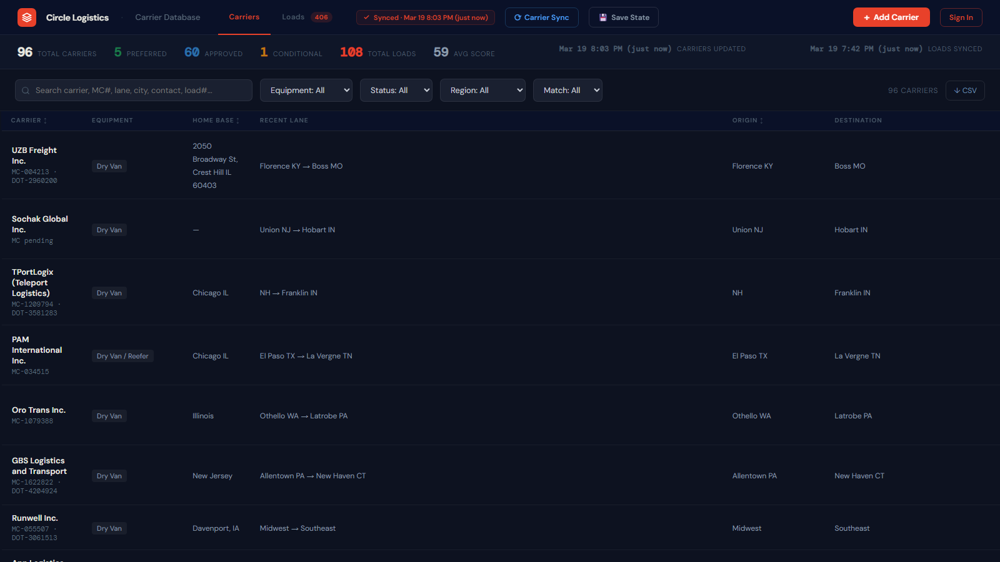 Circle Logistics · Carrier Database Carriers Loads 406 ✓ Synced · Mar 19 8:03 PM (just now) ⟳ Carrier Sync 💾 Save State + Add Carrier Sign In
96 TOTAL CARRIERS 5 PREFERRED 60 APPROVED 1 CONDITIONAL 108 TOTAL LOADS 59 AVG SCORE Mar 19 8:03 PM (just now) CARRIERS UPDATED Mar 19 7:42 PM (just now) LOADS SYNCED
Search carrier, MC#, lane, city, contact, load#... Equipment: All Status: All Region: All Match: All 96 CARRIERS ↓ CSV
CARRIER ↕ EQUIPMENT HOME BASE ↕ RECENT LANE ORIGIN ↕ DESTINATION
UZB Freight
Inc.
MC-004213 ·
DOT-2960200
Dry Van
2050
Broadway St,
Crest Hill IL
60403
Florence KY → Boss MO
Florence KY
Boss MO
Sochak Global
Inc.
MC pending
Dry Van
—
Union NJ → Hobart IN
Union NJ
Hobart IN
TPortLogix
(Teleport
Logistics)
MC-1209794 ·
DOT-3581283
Dry Van
Chicago IL
NH → Franklin IN
NH
Franklin IN
PAM
International
Inc.
MC-034515
Dry Van / Reefer
Chicago IL
El Paso TX → La Vergne TN
El Paso TX
La Vergne TN
Oro Trans Inc.
MC-1079388
Dry Van
Illinois
Othello WA → Latrobe PA
Othello WA
Latrobe PA
GBS Logistics
and Transport
MC-1622822 ·
DOT-4204924
Dry Van
New Jersey
Allentown PA → New Haven CT
Allentown PA
New Haven CT
Runwell Inc.
MC-055507 ·
DOT-3061513
Dry Van
Davenport, IA
Midwest → Southeast
Midwest
Southeast